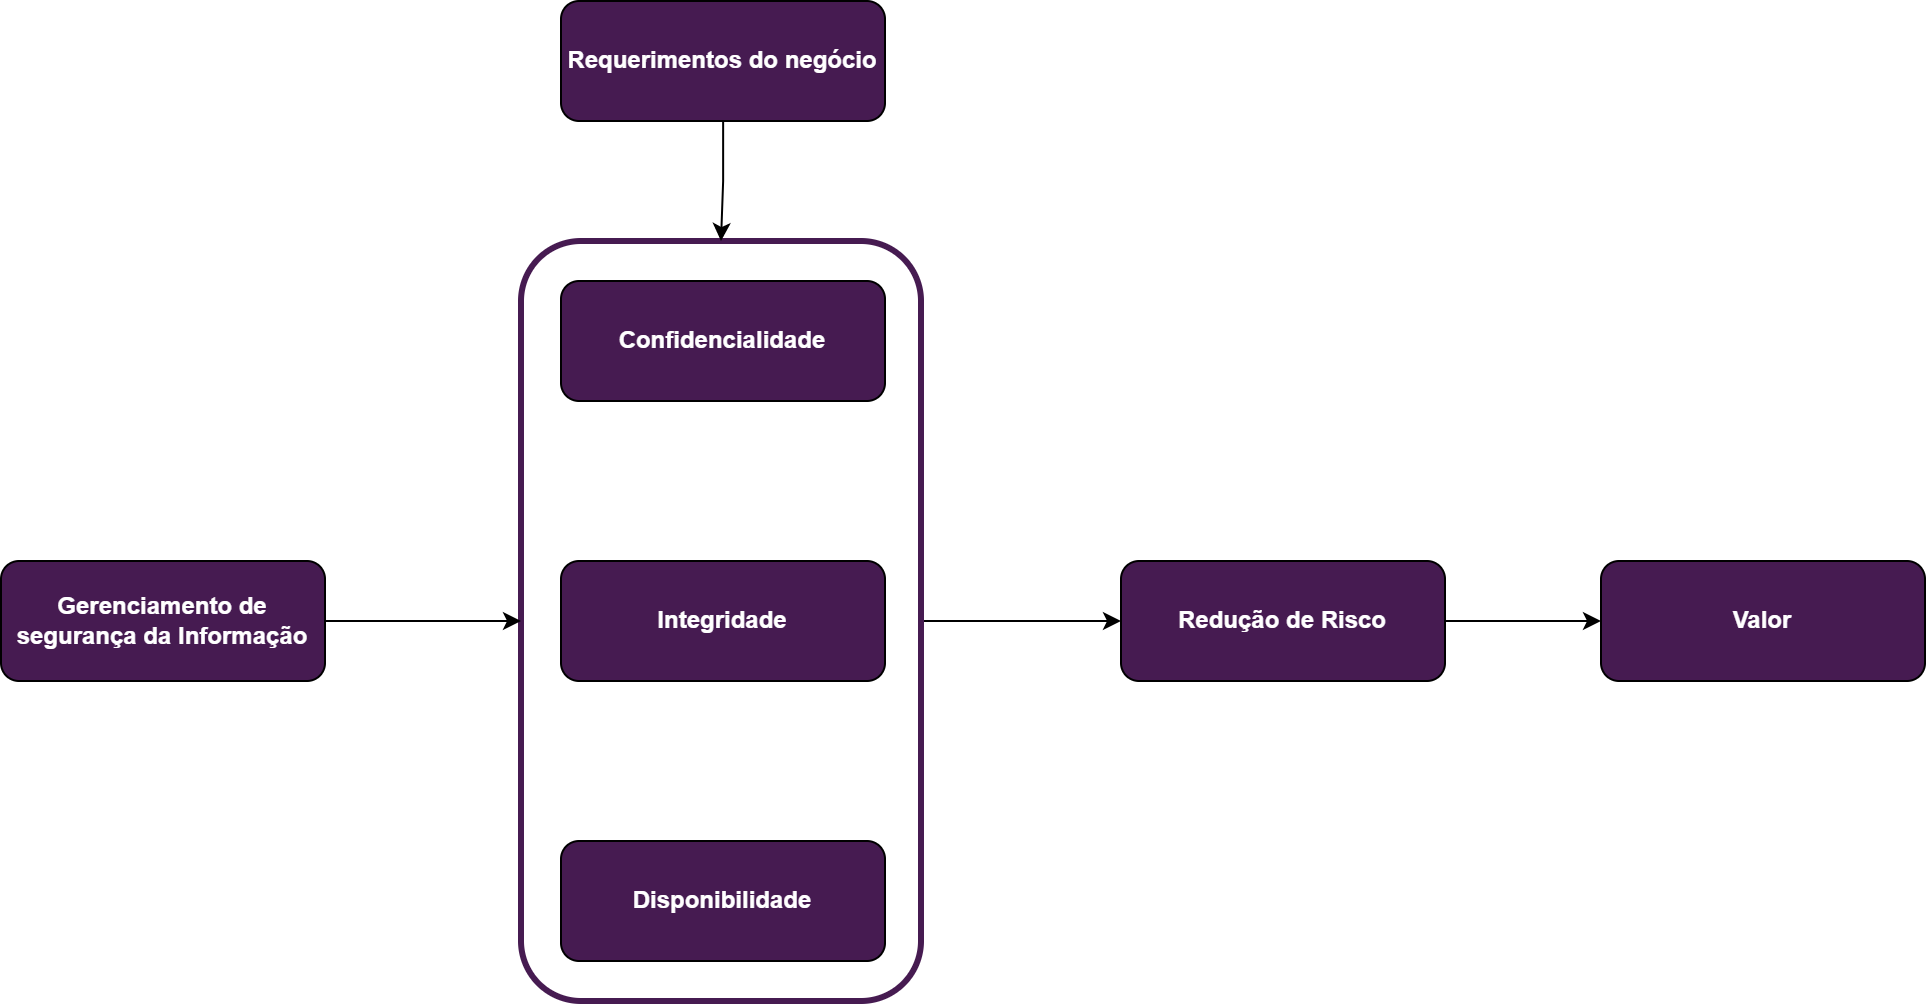 Requerimentos do negócio
Confidencialidade
Gerenciamento de
segurança da Informação
Integridade
Redução de Risco
Valor
Disponibilidade